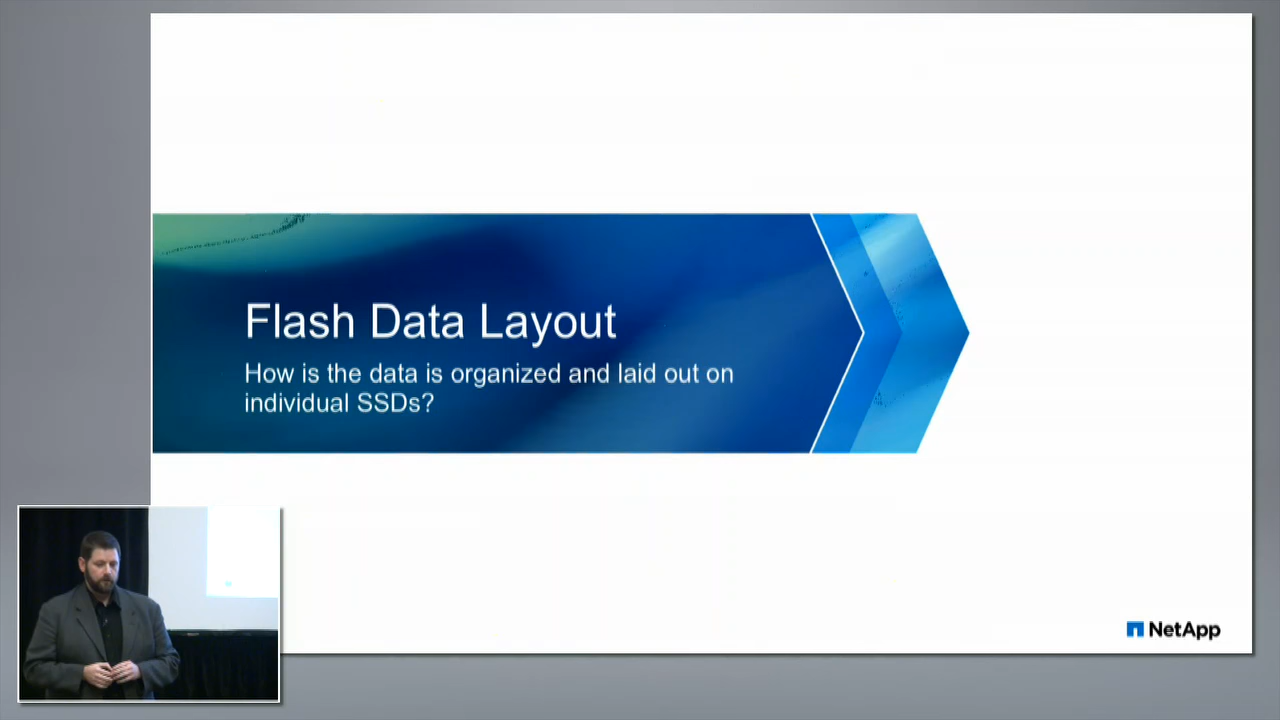 Flash Data Layout
How is the data is organized and laid out on
individual SSDs?
NetApp